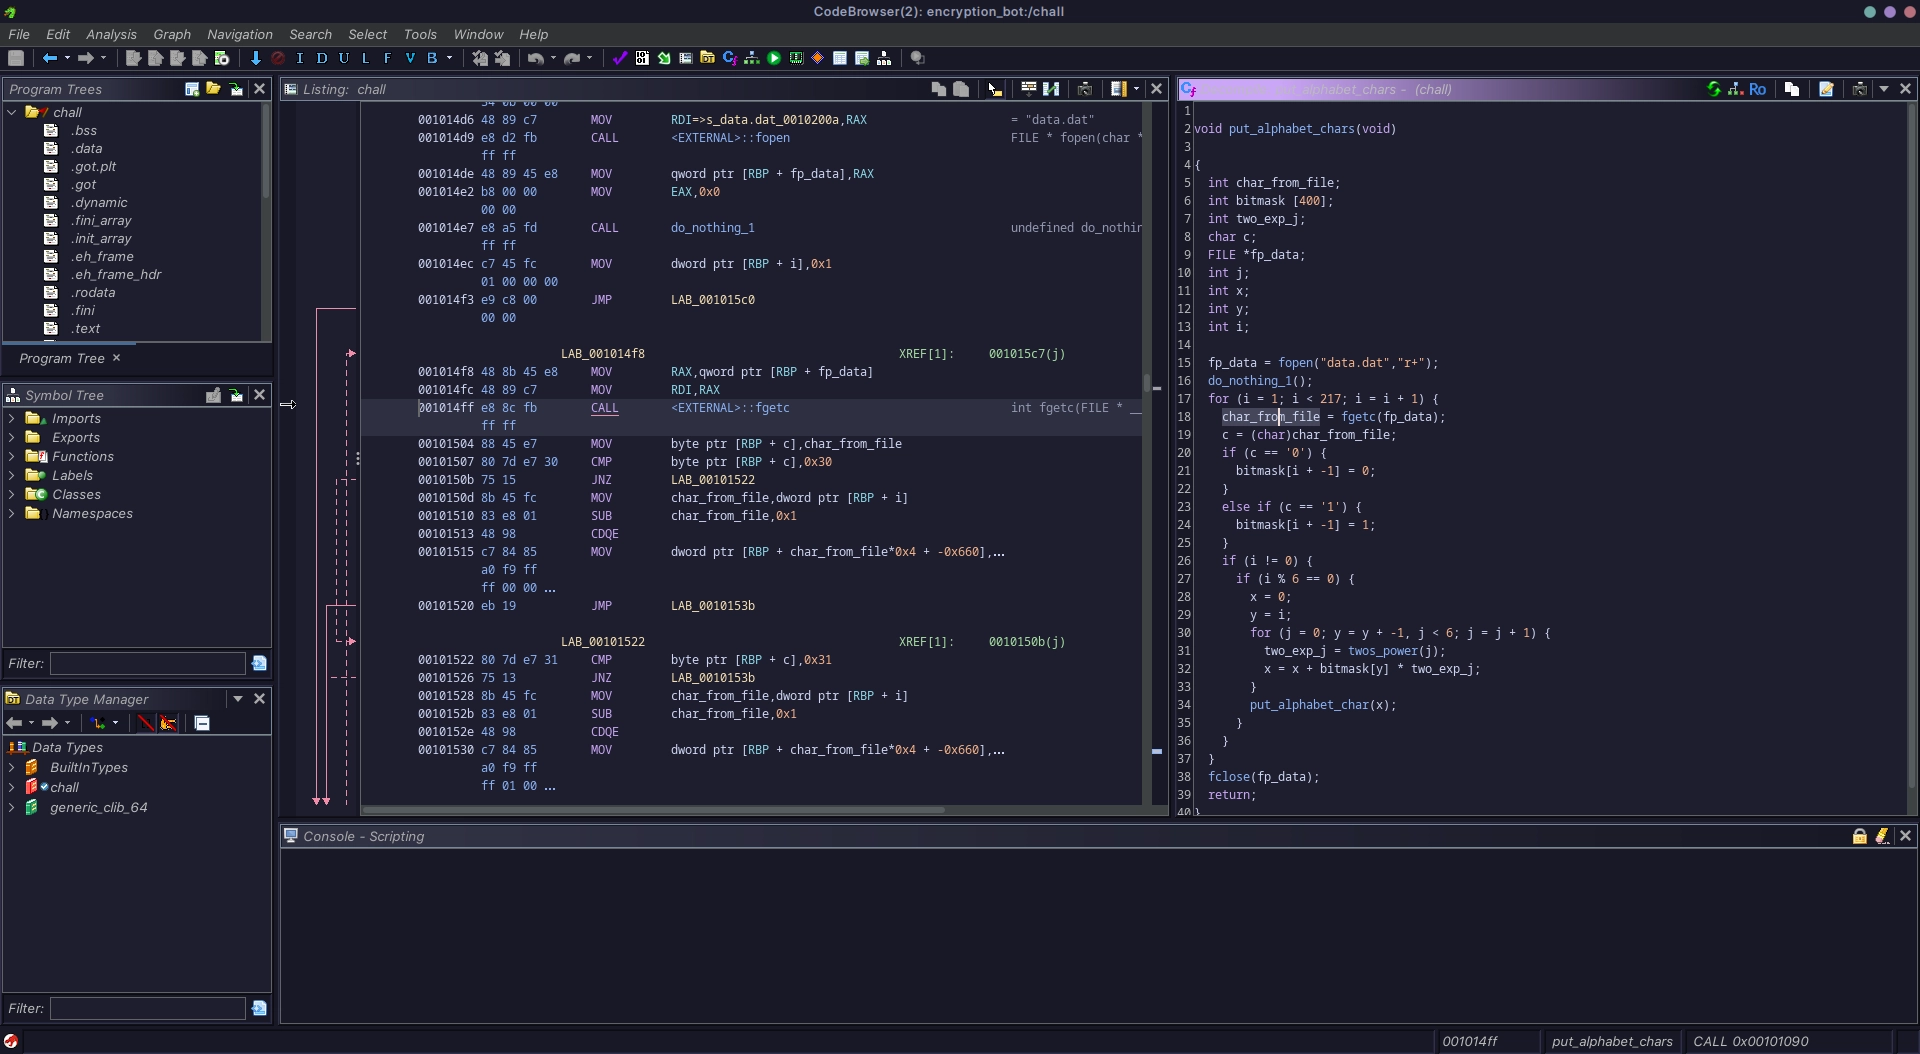 CodeBrowser(2): encryption_bot:/chall
File Edit Analysis Graph Navigation Search Select Tools Window Help
I D U L F V B
Program Trees
chall
.bss
.data
.got.plt
.got
.dynamic
.fini_array
.init_array
.eh_frame
.eh_frame_hdr
.rodata
.fini
.text
Program Tree ×
Symbol Tree
Imports
Exports
Functions
Labels
Classes
Namespaces
Filter:
Data Type Manager
Data Types
BuiltInTypes
chall
generic_clib_64
Filter:
Listing: chall
54 0b 00 00
001014d6 48 89 c7 MOV RDI=>s_data.dat_0010200a,RAX = "data.dat"
001014d9 e8 d2 fb CALL <EXTERNAL>::fopen FILE * fopen(char *
ff ff
001014de 48 89 45 e8 MOV qword ptr [RBP + fp_data],RAX
001014e2 b8 00 00 MOV EAX,0x0
00 00
001014e7 e8 a5 fd CALL do_nothing_1 undefined do_nothin
ff ff
001014ec c7 45 fc MOV dword ptr [RBP + i],0x1
01 00 00 00
001014f3 e9 c8 00 JMP LAB_001015c0
00 00
LAB_001014f8 XREF[1]: 001015c7(j)
001014f8 48 8b 45 e8 MOV RAX,qword ptr [RBP + fp_data]
001014fc 48 89 c7 MOV RDI,RAX
001014ff e8 8c fb CALL <EXTERNAL>::fgetc int fgetc(FILE * __
ff ff
00101504 88 45 e7 MOV byte ptr [RBP + c],char_from_file
00101507 80 7d e7 30 CMP byte ptr [RBP + c],0x30
0010150b 75 15 JNZ LAB_00101522
0010150d 8b 45 fc MOV char_from_file,dword ptr [RBP + i]
00101510 83 e8 01 SUB char_from_file,0x1
00101513 48 98 CDQE
00101515 c7 84 85 MOV dword ptr [RBP + char_from_file*0x4 + -0x660],...
a0 f9 ff
ff 00 00 ...
00101520 eb 19 JMP LAB_0010153b
LAB_00101522 XREF[1]: 0010150b(j)
00101522 80 7d e7 31 CMP byte ptr [RBP + c],0x31
00101526 75 13 JNZ LAB_0010153b
00101528 8b 45 fc MOV char_from_file,dword ptr [RBP + i]
0010152b 83 e8 01 SUB char_from_file,0x1
0010152e 48 98 CDQE
00101530 c7 84 85 MOV dword ptr [RBP + char_from_file*0x4 + -0x660],...
a0 f9 ff
ff 01 00 ...
put_alphabet_chars - (chall)
Ro
1
2 void put_alphabet_chars(void)
3
4 {
5 int char_from_file;
6 int bitmask [400];
7 int two_exp_j;
8 char c;
9 FILE *fp_data;
10 int j;
11 int x;
12 int y;
13 int i;
14
15 fp_data = fopen("data.dat","r+");
16 do_nothing_1();
17 for (i = 1; i < 217; i = i + 1) {
18 char_from_file = fgetc(fp_data);
19 c = (char)char_from_file;
20 if (c == '0') {
21 bitmask[i + -1] = 0;
22 }
23 else if (c == '1') {
24 bitmask[i + -1] = 1;
25 }
26 if (i != 0) {
27 if (i % 6 == 0) {
28 x = 0;
29 y = i;
30 for (j = 0; y = y + -1, j < 6; j = j + 1) {
31 two_exp_j = twos_power(j);
32 x = x + bitmask[y] * two_exp_j;
33 }
34 put_alphabet_char(x);
35 }
36 }
37 }
38 fclose(fp_data);
39 return;
40 }
Console - Scripting
001014ff put_alphabet_chars CALL 0x00101090